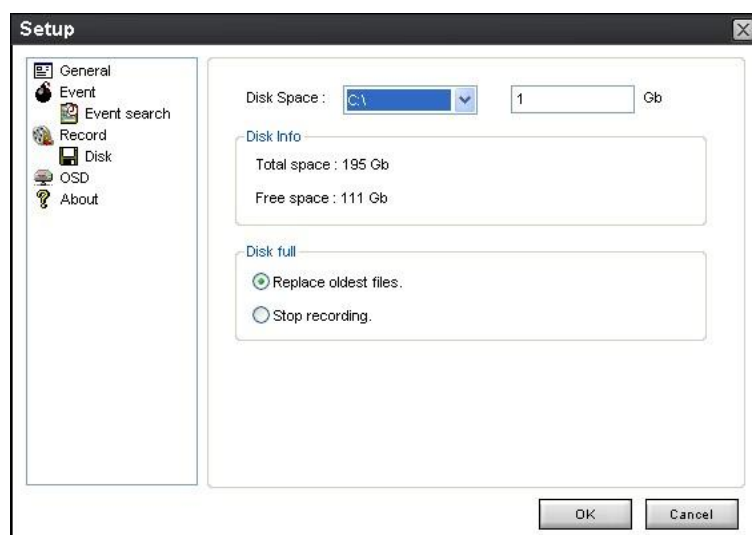 Setup
General
Event
Event search
Record
Disk
OSD
About
Disk Space :
C:\
1
Gb
Disk Info
Total space : 195 Gb
Free space : 111 Gb
Disk full
Replace oldest files.
Stop recording.
OK
Cancel